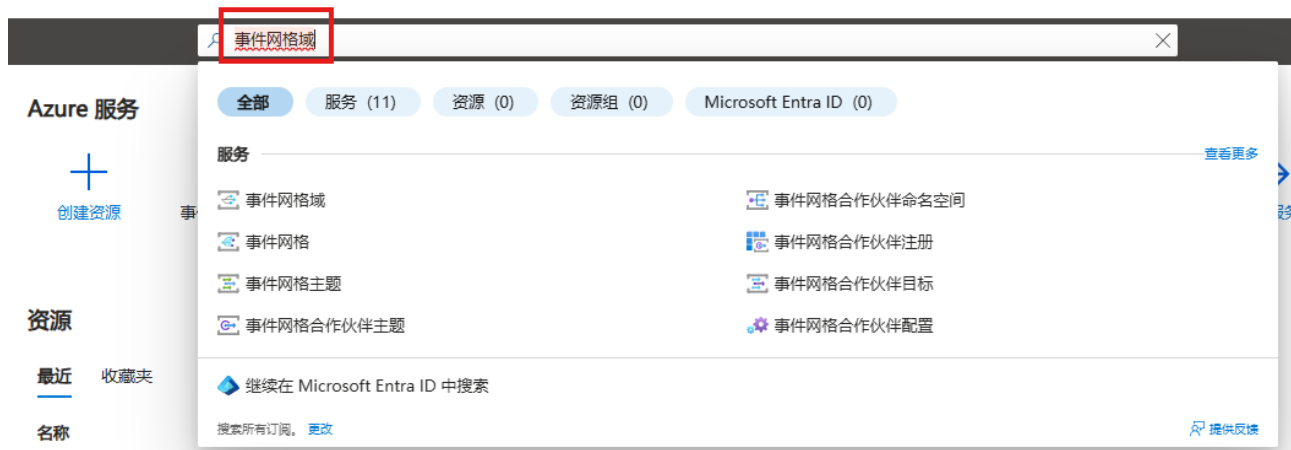 事件网格域
Azure 服务
全部 服务 (11) 资源 (0) 资源组 (0) Microsoft Entra ID (0)
服务 查看更多
创建资源
事件网格域 事件网格合作伙伴命名空间
事件网格 事件网格合作伙伴注册
事件网格主题 事件网格合作伙伴目标
事件网格合作伙伴主题 事件网格合作伙伴配置
资源
最近 收藏夹
继续在 Microsoft Entra ID 中搜索
名称
搜索所有订阅。 更改 提供反馈